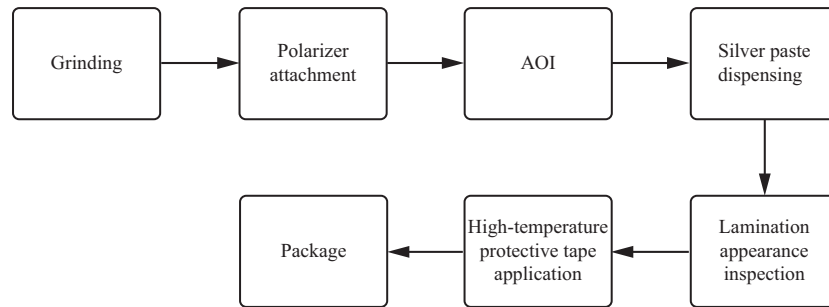 Grinding
Polarizer
attachment
AOI
Silver paste
dispensing
Lamination
appearance
inspection
High-temperature
protective tape
application
Package